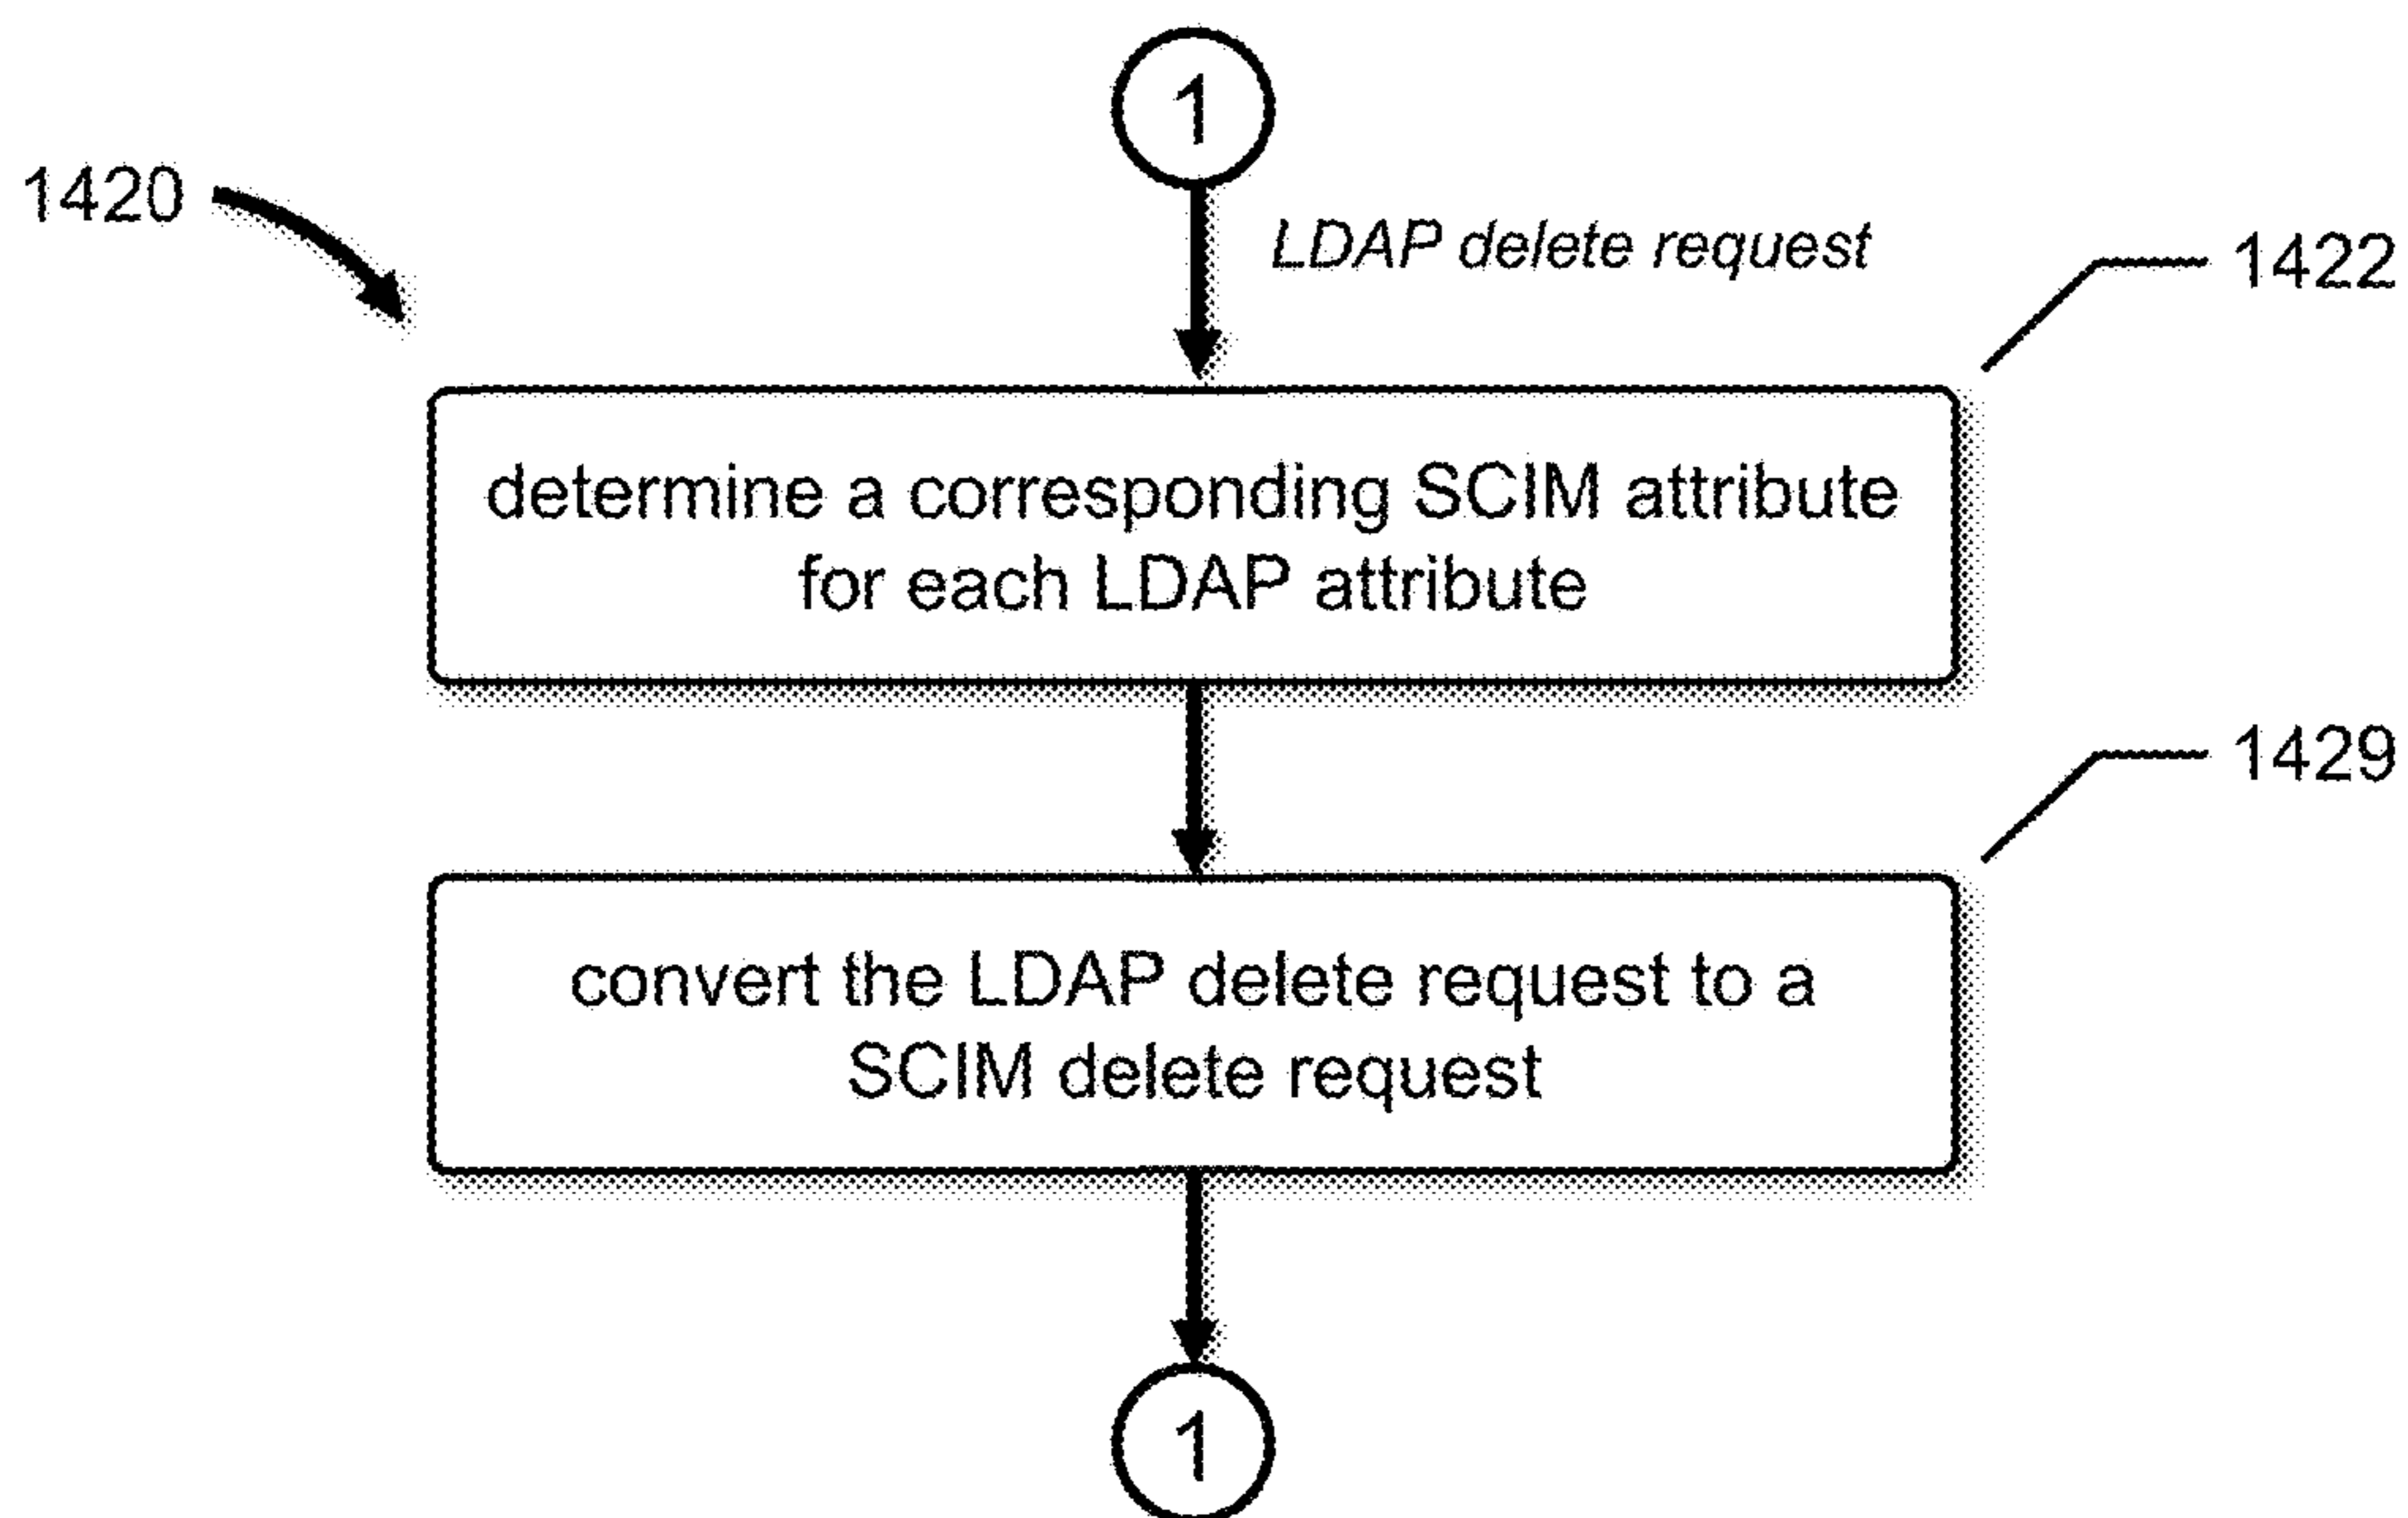 1
1420
LDAP delete request
1422
determine a corresponding SCIM attribute
for each LDAP attribute
1429
convert the LDAP delete request to a
SCIM delete request
1